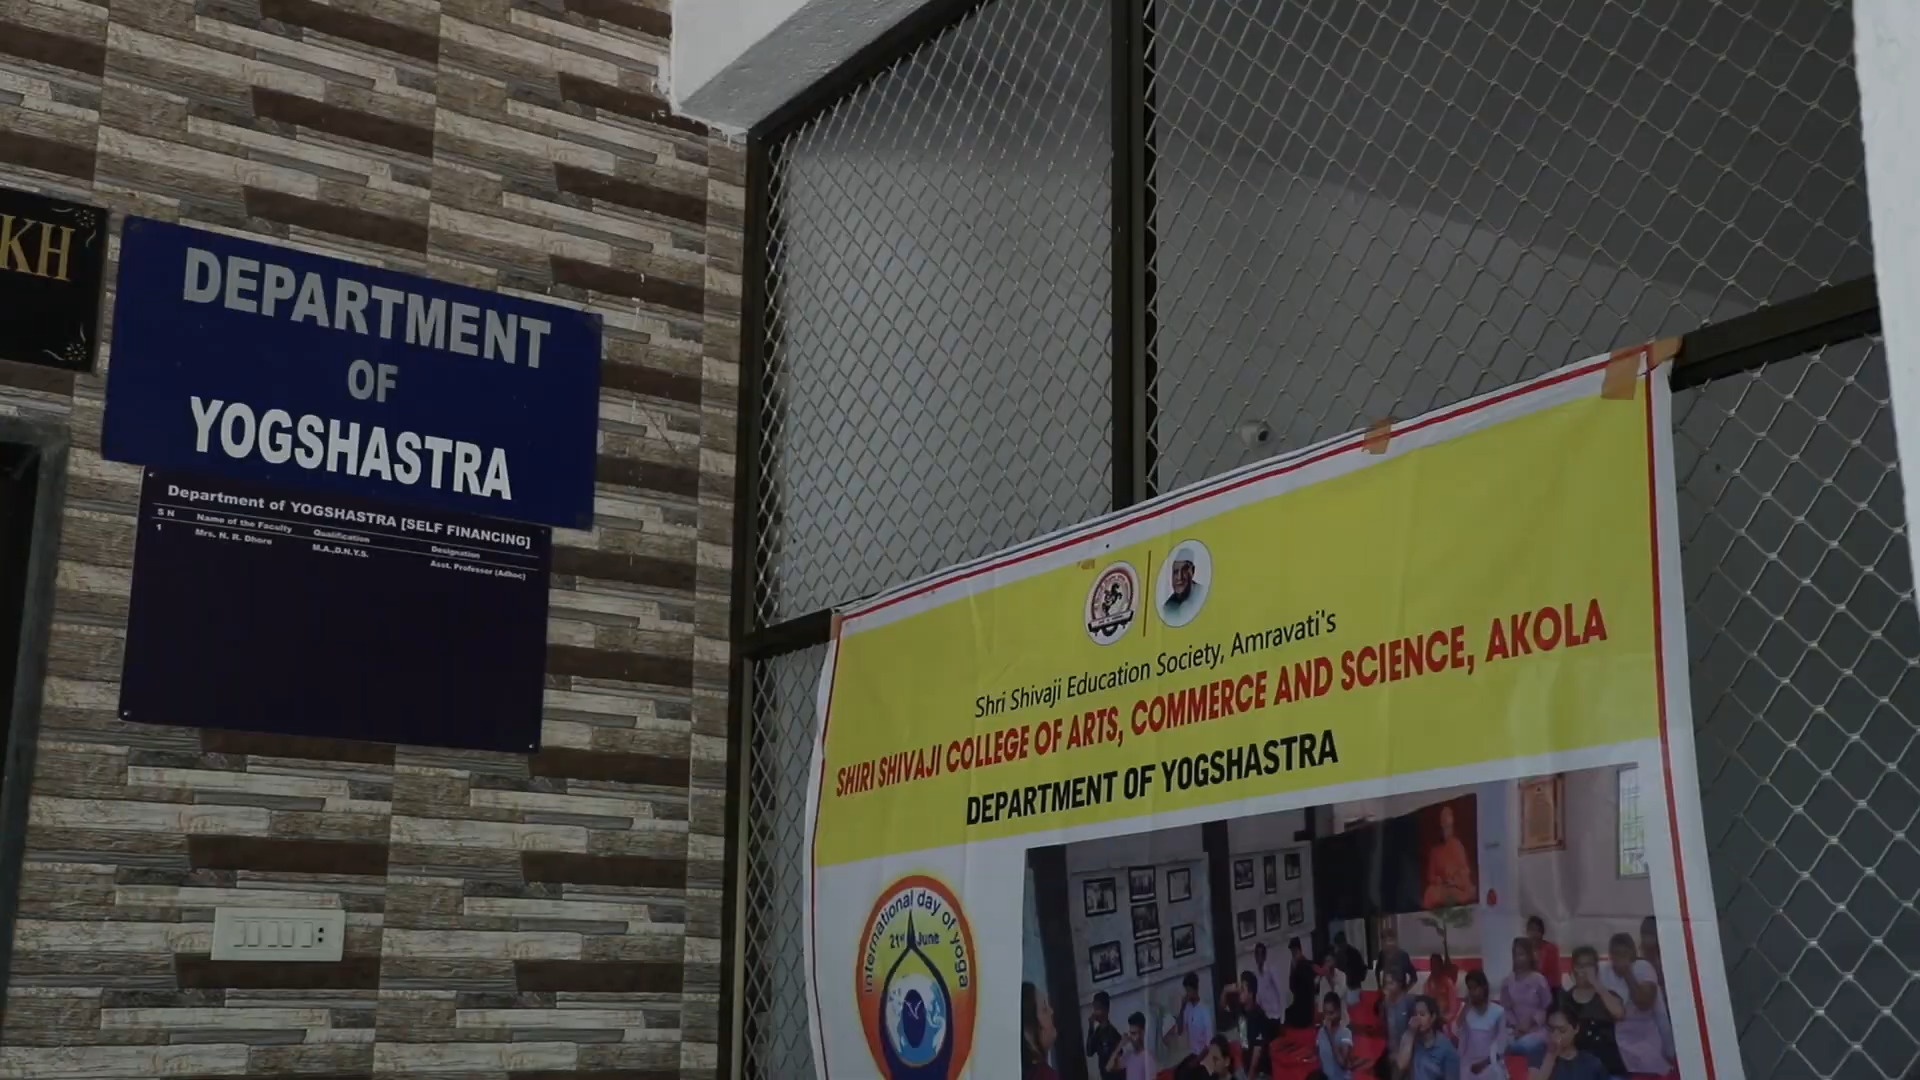 KH
DEPARTMENT
OF
YOGSHASTRA
Department of YOGSHASTRA [SELF FINANCING]
S N Name of the Faculty Qualification Designation
1 Mrs. N. R. Dhore M.A.,D.N.Y.S. Asst. Professor (Adhoc)
Shri Shivaji Education Society, Amravati's
SHIRI SHIVAJI COLLEGE OF ARTS, COMMERCE AND SCIENCE, AKOLA
DEPARTMENT OF YOGSHASTRA
International day of yoga
21st June